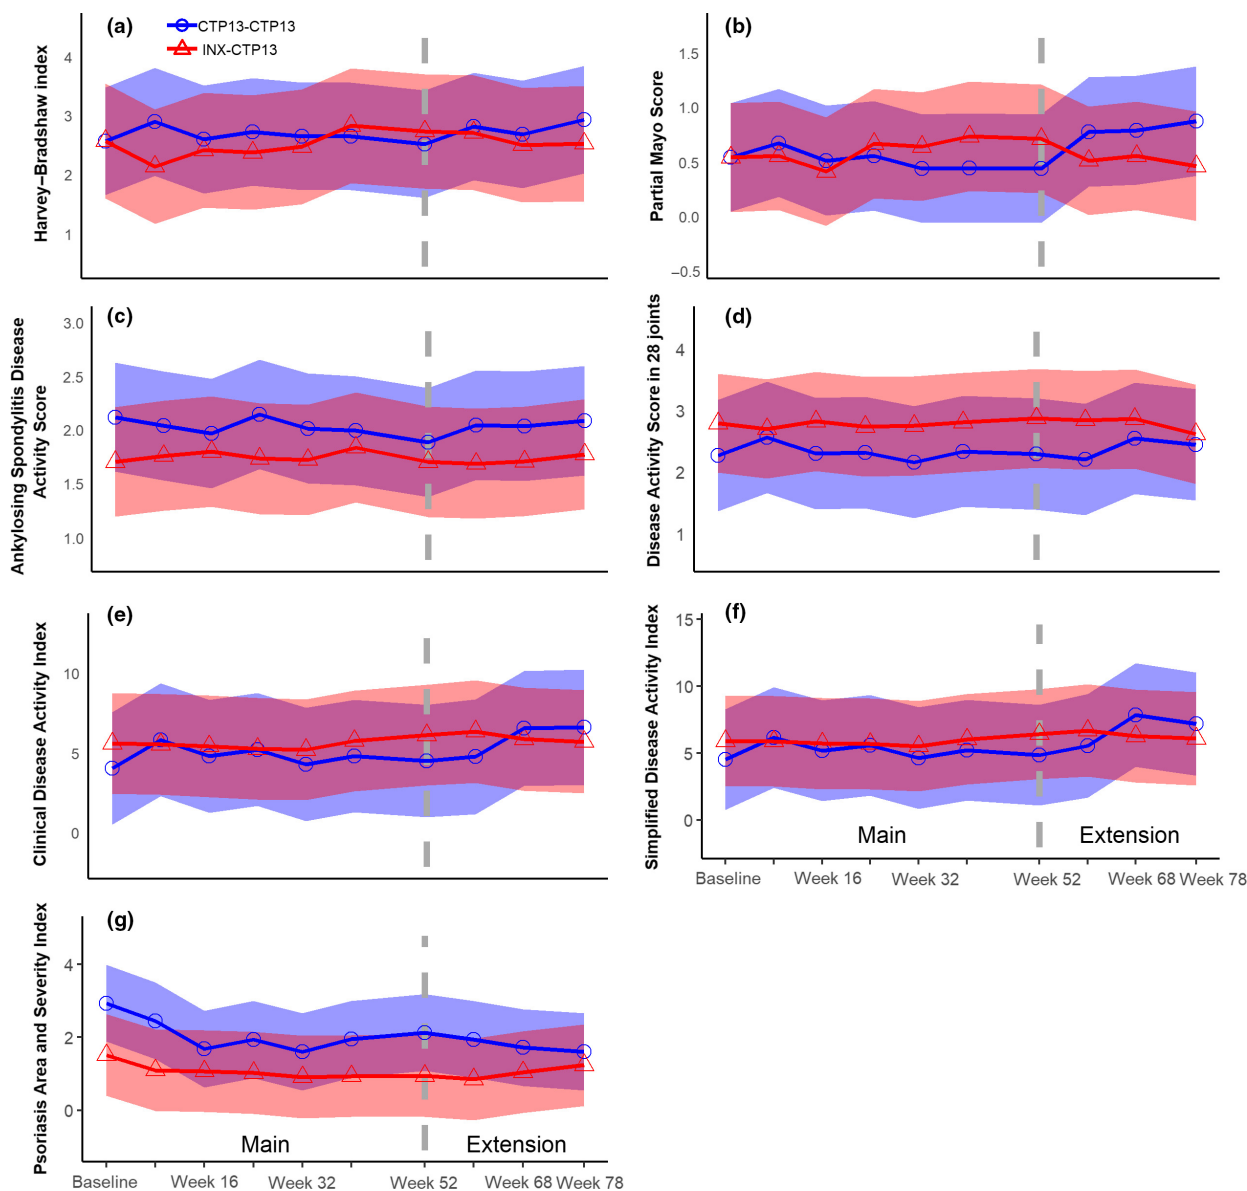 (a)
CTP13-CTP13
INX-CTP13
Harvey–Bradshaw index
4
3
2
1
(b)
Partial Mayo Score
1.5
1.0
0.5
0.0
–0.5
(c)
Ankylosing Spondylitis Disease
Activity Score
3.0
2.5
2.0
1.5
1.0
(d)
Disease Activity Score in 28 joints
4
3
2
1
(e)
Clinical Disease Activity Index
10
5
0
(f)
Simplified Disease Activity Index
15
10
5
0
Main
Extension
Baseline
Week 16
Week 32
Week 52
Week 68
Week 78
(g)
Psoriasis Area and Severity Index
4
2
0
Main
Extension
Baseline
Week 16
Week 32
Week 52
Week 68
Week 78